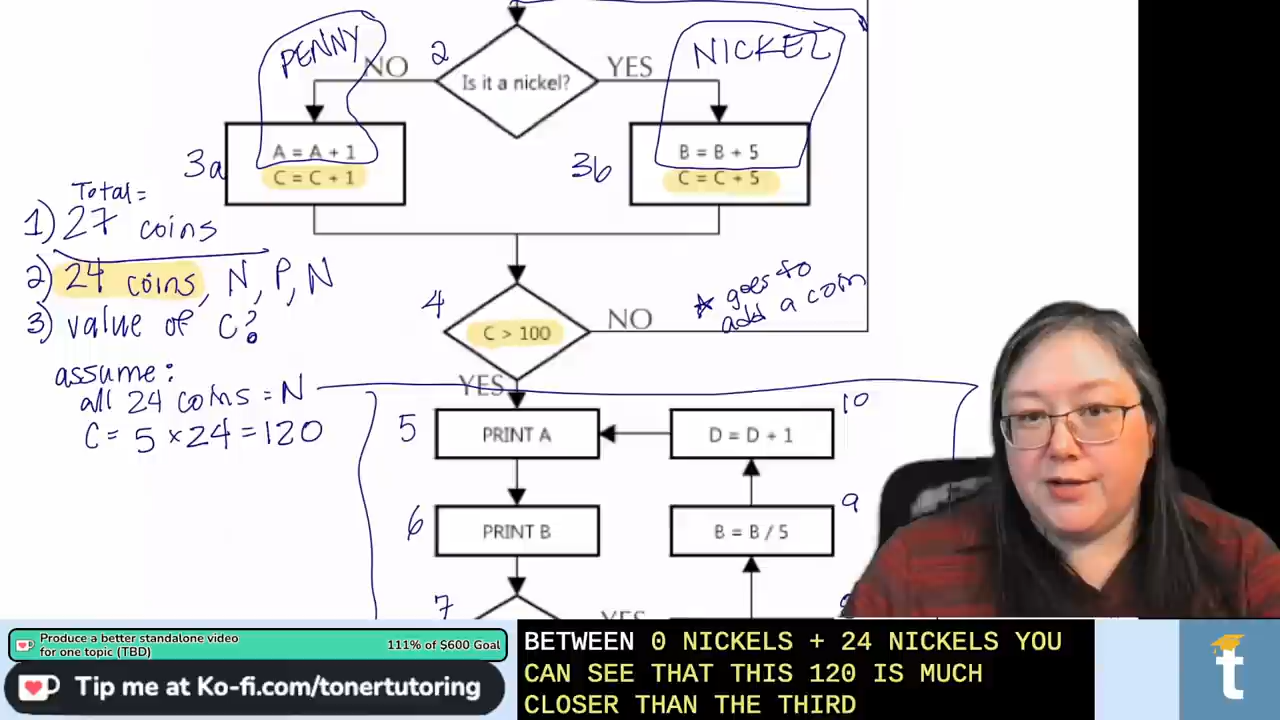 PENNY
NICKEL
2
NO
Is it a nickel?
YES
3a
A = A + 1
C = C + 1
3b
B = B + 5
C = C + 5
Total =
1) 27 coins
2) 24 coins, N, P, N
3) value of C?
4
C > 100
NO
* goes to
add a coin
assume:
all 24 coins = N
C = 5 × 24 = 120
YES
5
PRINT A
D = D + 1
10
6
PRINT B
B = B / 5
9
7
YES
8
Produce a better standalone video
for one topic (TBD)
111% of $600 Goal
Tip me at Ko-fi.com/tonertutoring
BETWEEN 0 NICKELS + 24 NICKELS YOU
CAN SEE THAT THIS 120 IS MUCH
CLOSER THAN THE THIRD
t